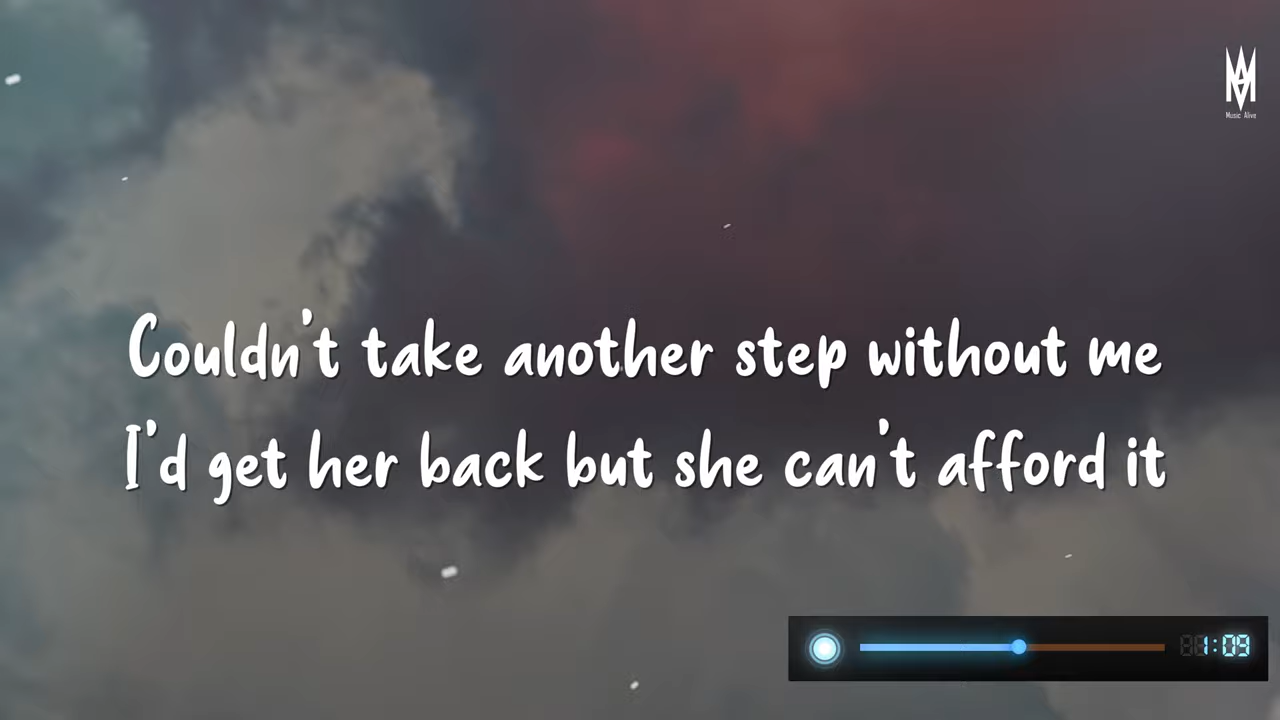 Music Alive
Couldn't take another step without me
I'd get her back but she can't afford it
1:09